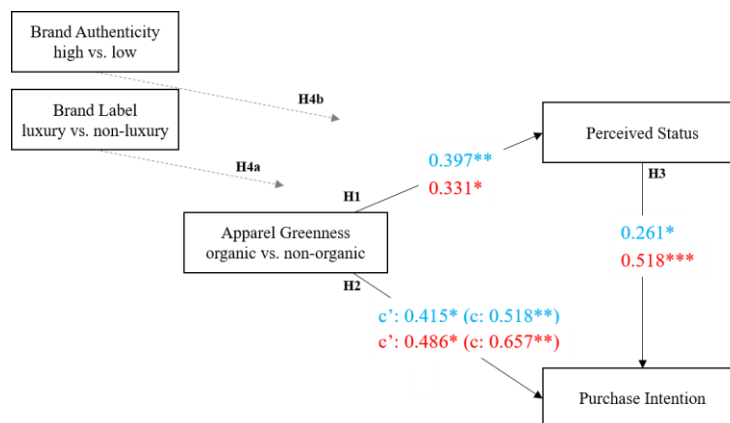 Brand Authenticity
high vs. low
H4b
Brand Label
luxury vs. non-luxury
H4a
Perceived Status
0.397**
0.331*
H1
H3
Apparel Greenness
organic vs. non-organic
H2
0.261*
0.518***
c’: 0.415* (c: 0.518**)
c’: 0.486* (c: 0.657**)
Purchase Intention